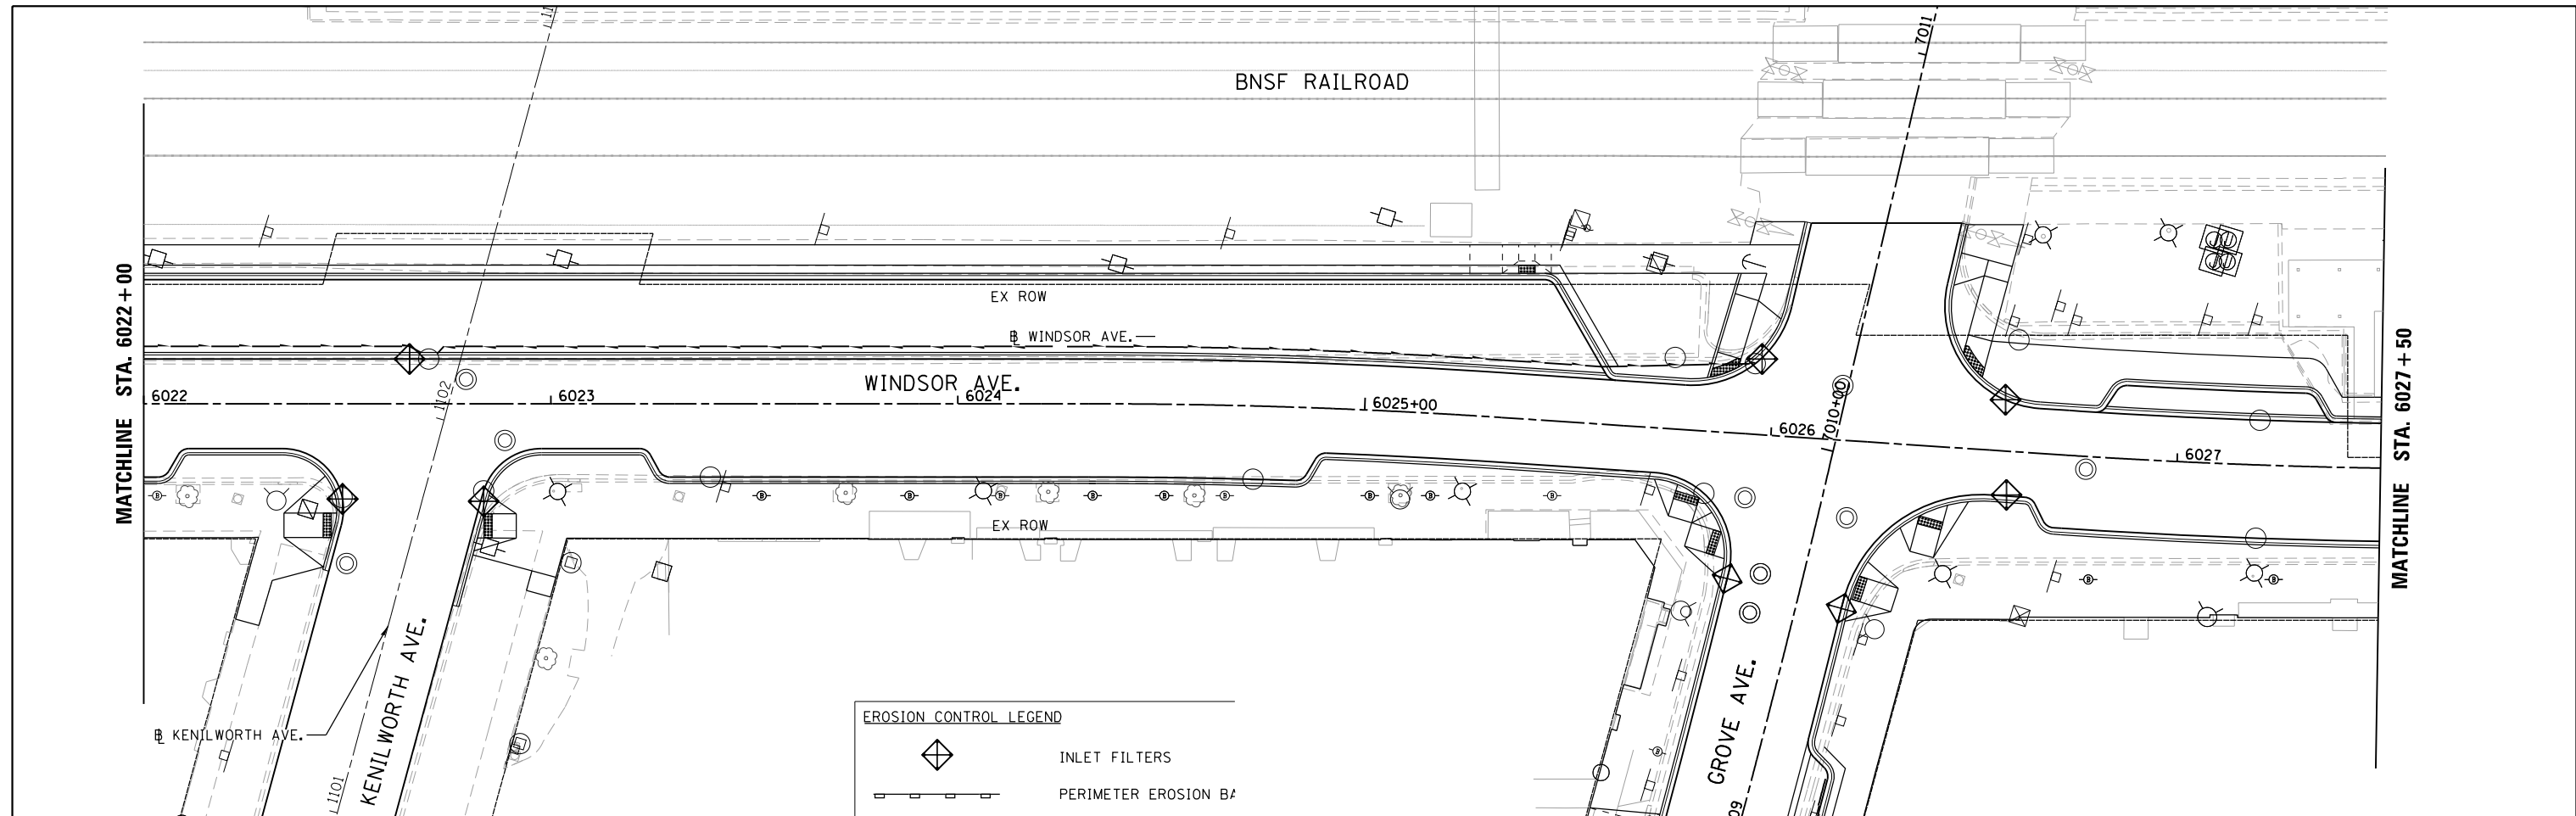 11
7011
BNSF RAILROAD
EX ROW
℄ WINDSOR AVE.
MATCHLINE STA. 6022+00
WINDSOR AVE.
1102
6022
6023
6024
6025+00
6026
7010+00
6027
MATCHLINE STA. 6027+50
EX ROW
KENILWORTH AVE.
℄ KENILWORTH AVE.
1101
GROVE AVE.
09
EROSION CONTROL LEGEND
INLET FILTERS
PERIMETER EROSION BA